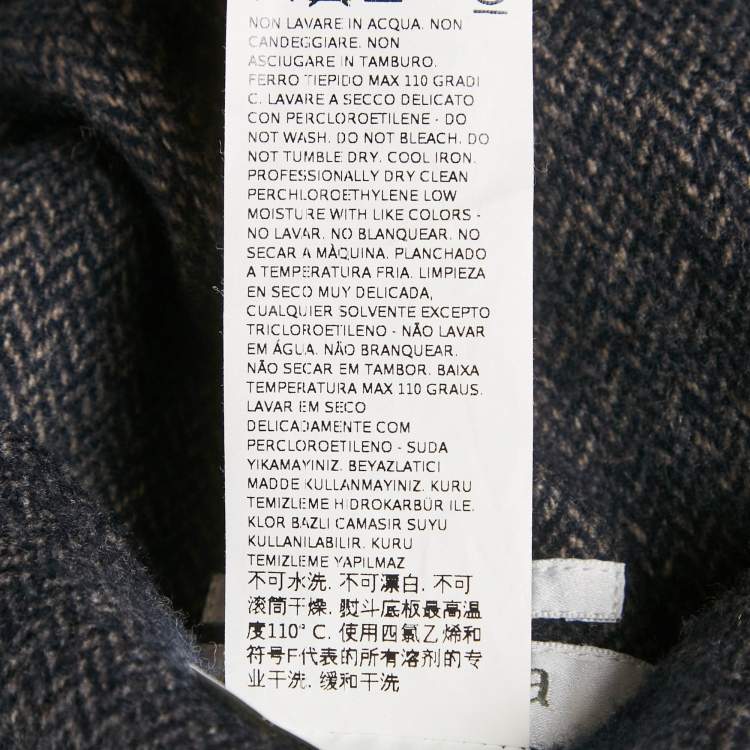 NON LAVARE IN ACQUA. NON
CANDEGGIARE. NON
ASCIUGARE IN TAMBURO.
FERRO TIEPIDO MAX 110 GRADI
C. LAVARE A SECCO DELICATO
CON PERCLOROETILENE - DO
NOT WASH. DO NOT BLEACH. DO
NOT TUMBLE DRY. COOL IRON.
PROFESSIONALLY DRY CLEAN
PERCHLOROETHYLENE LOW
MOISTURE WITH LIKE COLORS -
NO LAVAR. NO BLANQUEAR. NO
SECAR A MÀQUINA. PLANCHADO
A TEMPERATURA FRIA. LIMPIEZA
EN SECO MUY DELICADA,
CUALQUIER SOLVENTE EXCEPTO
TRICLOROETILENO - NÃO LAVAR
EM ÁGUA. NÃO BRANQUEAR.
NÃO SECAR EM TAMBOR. BAIXA
TEMPERATURA MAX 110 GRAUS.
LAVAR EM SECO
DELICADAMENTE COM
PERCLOROETILENO - SUDA
YIKAMAYINIZ. BEYAZLATICI
MADDE KULLANMAYINIZ. KURU
TEMIZLEME HIDROKARBÜR ILE.
KLOR BAZLI CAMASIR SUYU
KULLANILABILIR. KURU
TEMIZLEME YAPILMAZ
不可水洗. 不可漂白. 不可
滚筒干燥. 熨斗底板最高温
度110° C. 使用四氯乙烯和
符号F代表的所有溶剂的专
业干洗. 缓和干洗
a